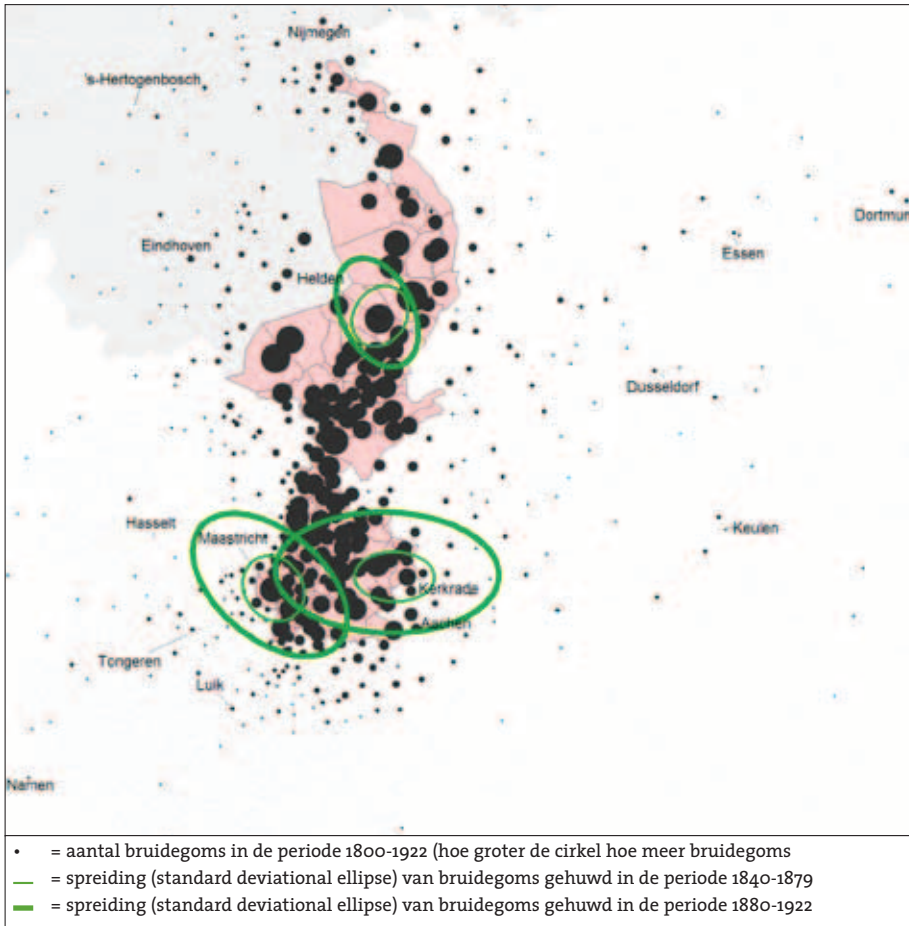 Nijmegen
's-Hertogenbosch
Dortmun
Eindhoven
Essen
Helden
Dusseldorf
Hasselt
Maastricht
Keulen
Kerkrade
Aachen
Tongeren
Luik
Namen
• = aantal bruidegoms in de periode 1800-1922 (hoe groter de cirkel hoe meer bruidegoms
= spreiding (standard deviational ellipse) van bruidegoms gehuwd in de periode 1840-1879
= spreiding (standard deviational ellipse) van bruidegoms gehuwd in de periode 1880-1922